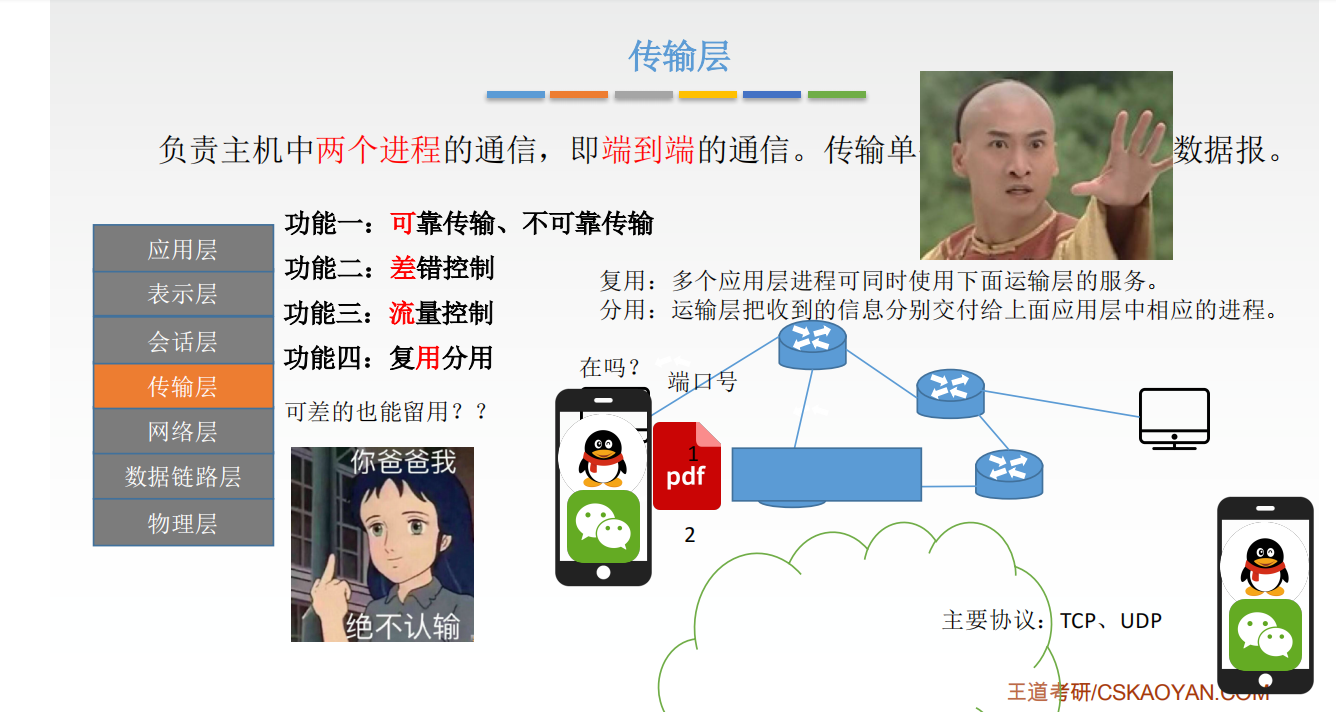 传输层
负责主机中两个进程的通信，即端到端的通信。传输单
数据报。
功能一：可靠传输、不可靠传输
功能二：差错控制
功能三：流量控制
功能四：复用分用
可差的也能留用？？
应用层
表示层
会话层
传输层
网络层
数据链路层
物理层
复用：多个应用层进程可同时使用下面运输层的服务。
分用：运输层把收到的信息分别交付给上面应用层中相应的进程。
在吗？
端口号
1
pdf
2
你爸爸我
绝不认输
主要协议：TCP、UDP
王道考研/CSKAOYAN.COM